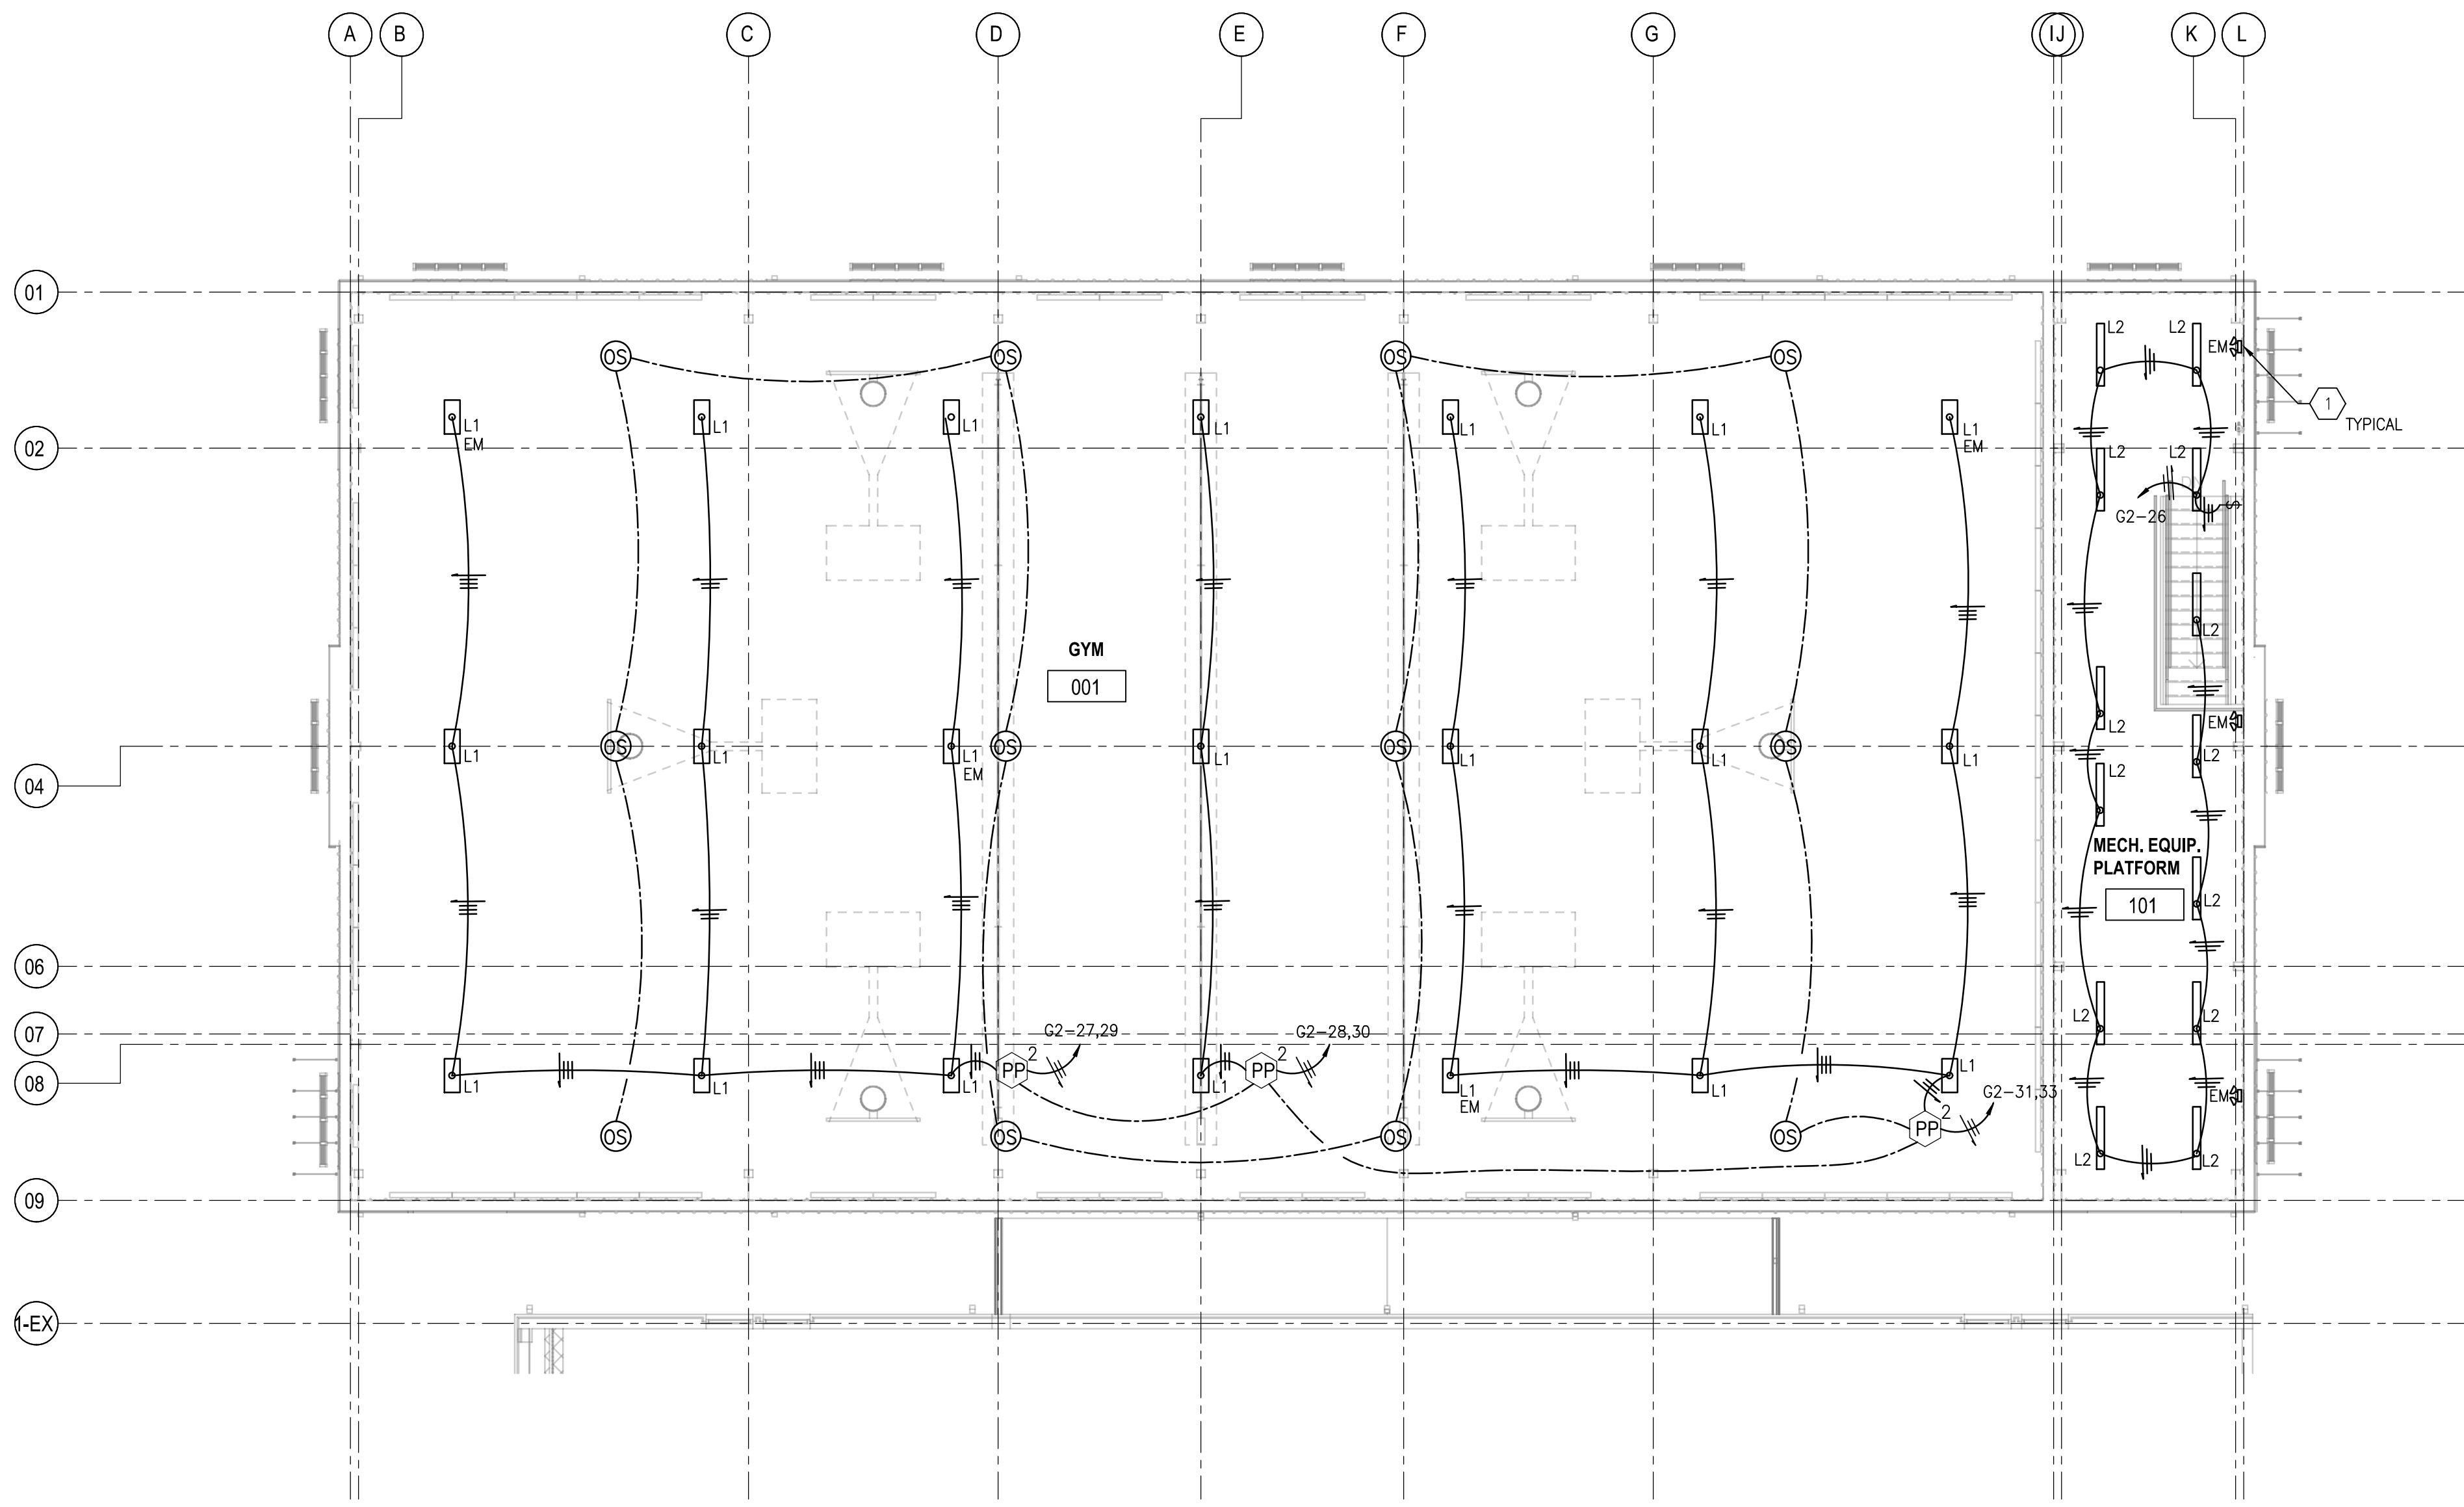 A
B
C
D
E
F
G
IJ
K
L
01
L2
L2
OS
OS
OS
OS
EM
1
TYPICAL
L1
EM
L1
L1
L1
L1
L1
L1
EM
02
L2
L2
G2-26
S
L2
GYM
001
L2
EM
OS
OS
OS
OS
L1
L1
L1
EM
L1
L1
L1
L1
L2
L2
04
MECH. EQUIP.
PLATFORM
101
L2
06
L2
L2
07
G2-27,29
G2-28,30
2
2
PP
PP
08
L1
L1
L1
L1
L1
EM
L1
L1
G2-31,33
EM
2
PP
OS
OS
OS
OS
L2
L2
09
1-EX